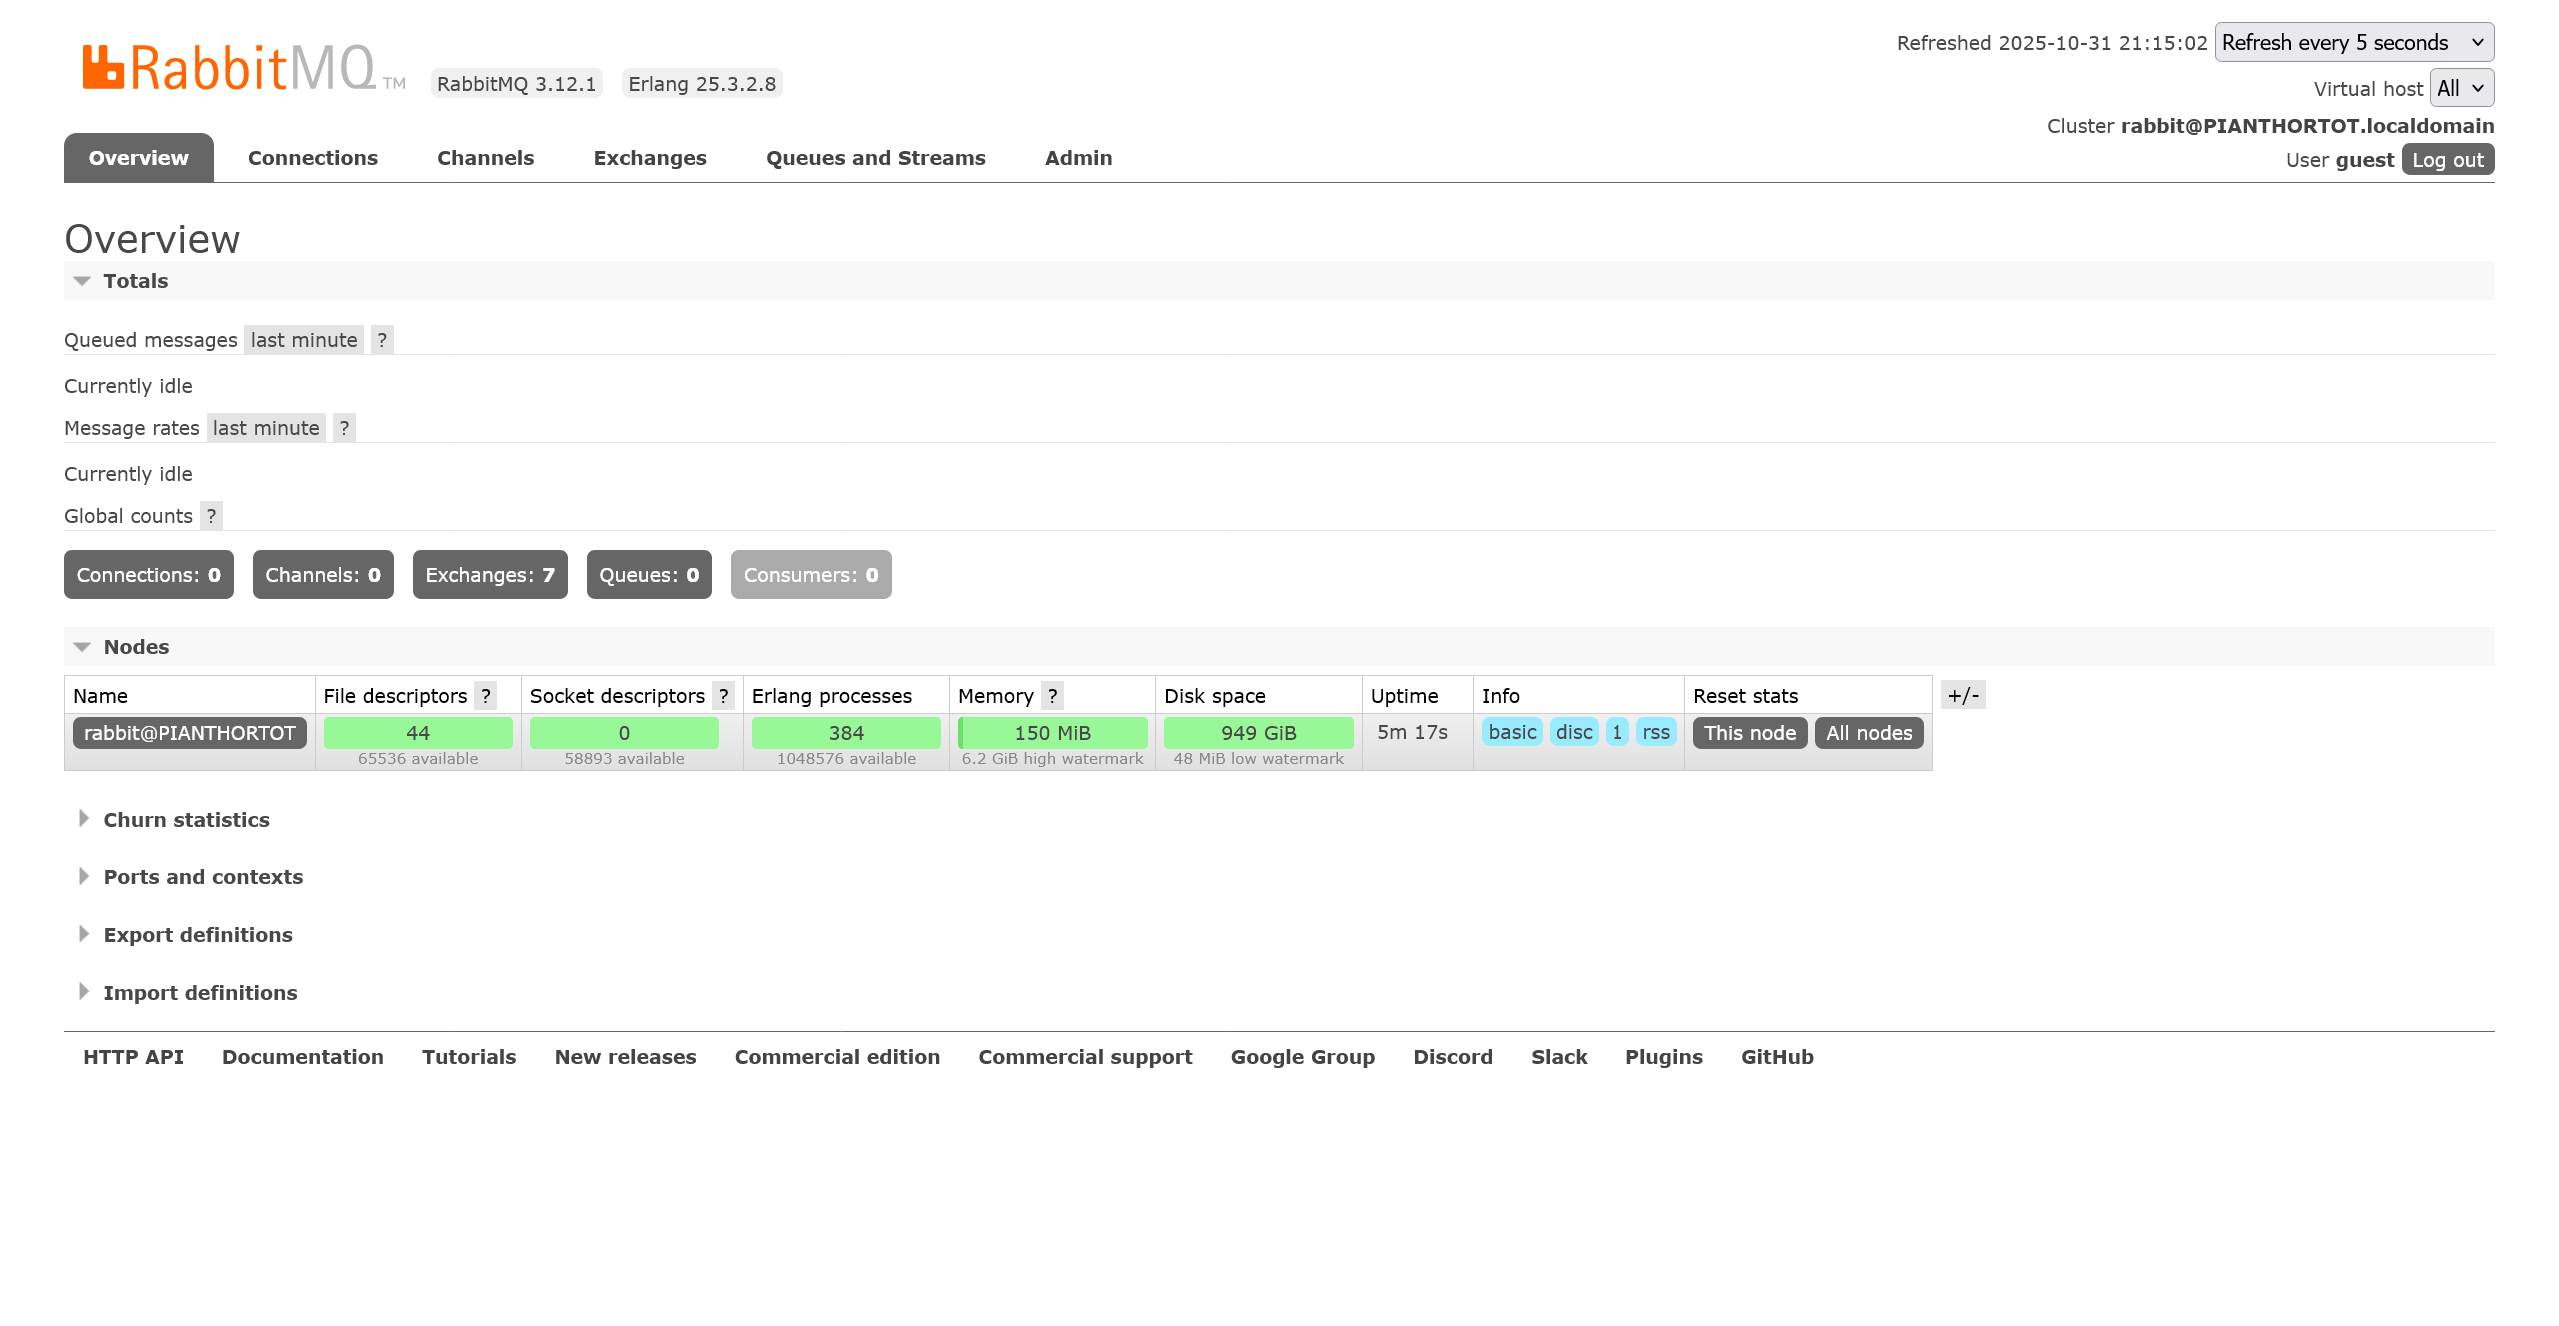 RabbitMQ TM RabbitMQ 3.12.1 Erlang 25.3.2.8
Refreshed 2025-10-31 21:15:02 Refresh every 5 seconds
Virtual host All
Cluster rabbit@PIANTHORTOT.localdomain
User guest Log out
Overview Connections Channels Exchanges Queues and Streams Admin
Overview
Totals
Queued messages last minute ?
Currently idle
Message rates last minute ?
Currently idle
Global counts ?
Connections: 0 Channels: 0 Exchanges: 7 Queues: 0 Consumers: 0
Nodes
Name File descriptors ? Socket descriptors ? Erlang processes Memory ? Disk space Uptime Info Reset stats +/-
rabbit@PIANTHORTOT 44 0 384 150 MiB 949 GiB 5m 17s basic disc 1 rss This node All nodes
65536 available 58893 available 1048576 available 6.2 GiB high watermark 48 MiB low watermark
Churn statistics
Ports and contexts
Export definitions
Import definitions
HTTP API Documentation Tutorials New releases Commercial edition Commercial support Google Group Discord Slack Plugins GitHub